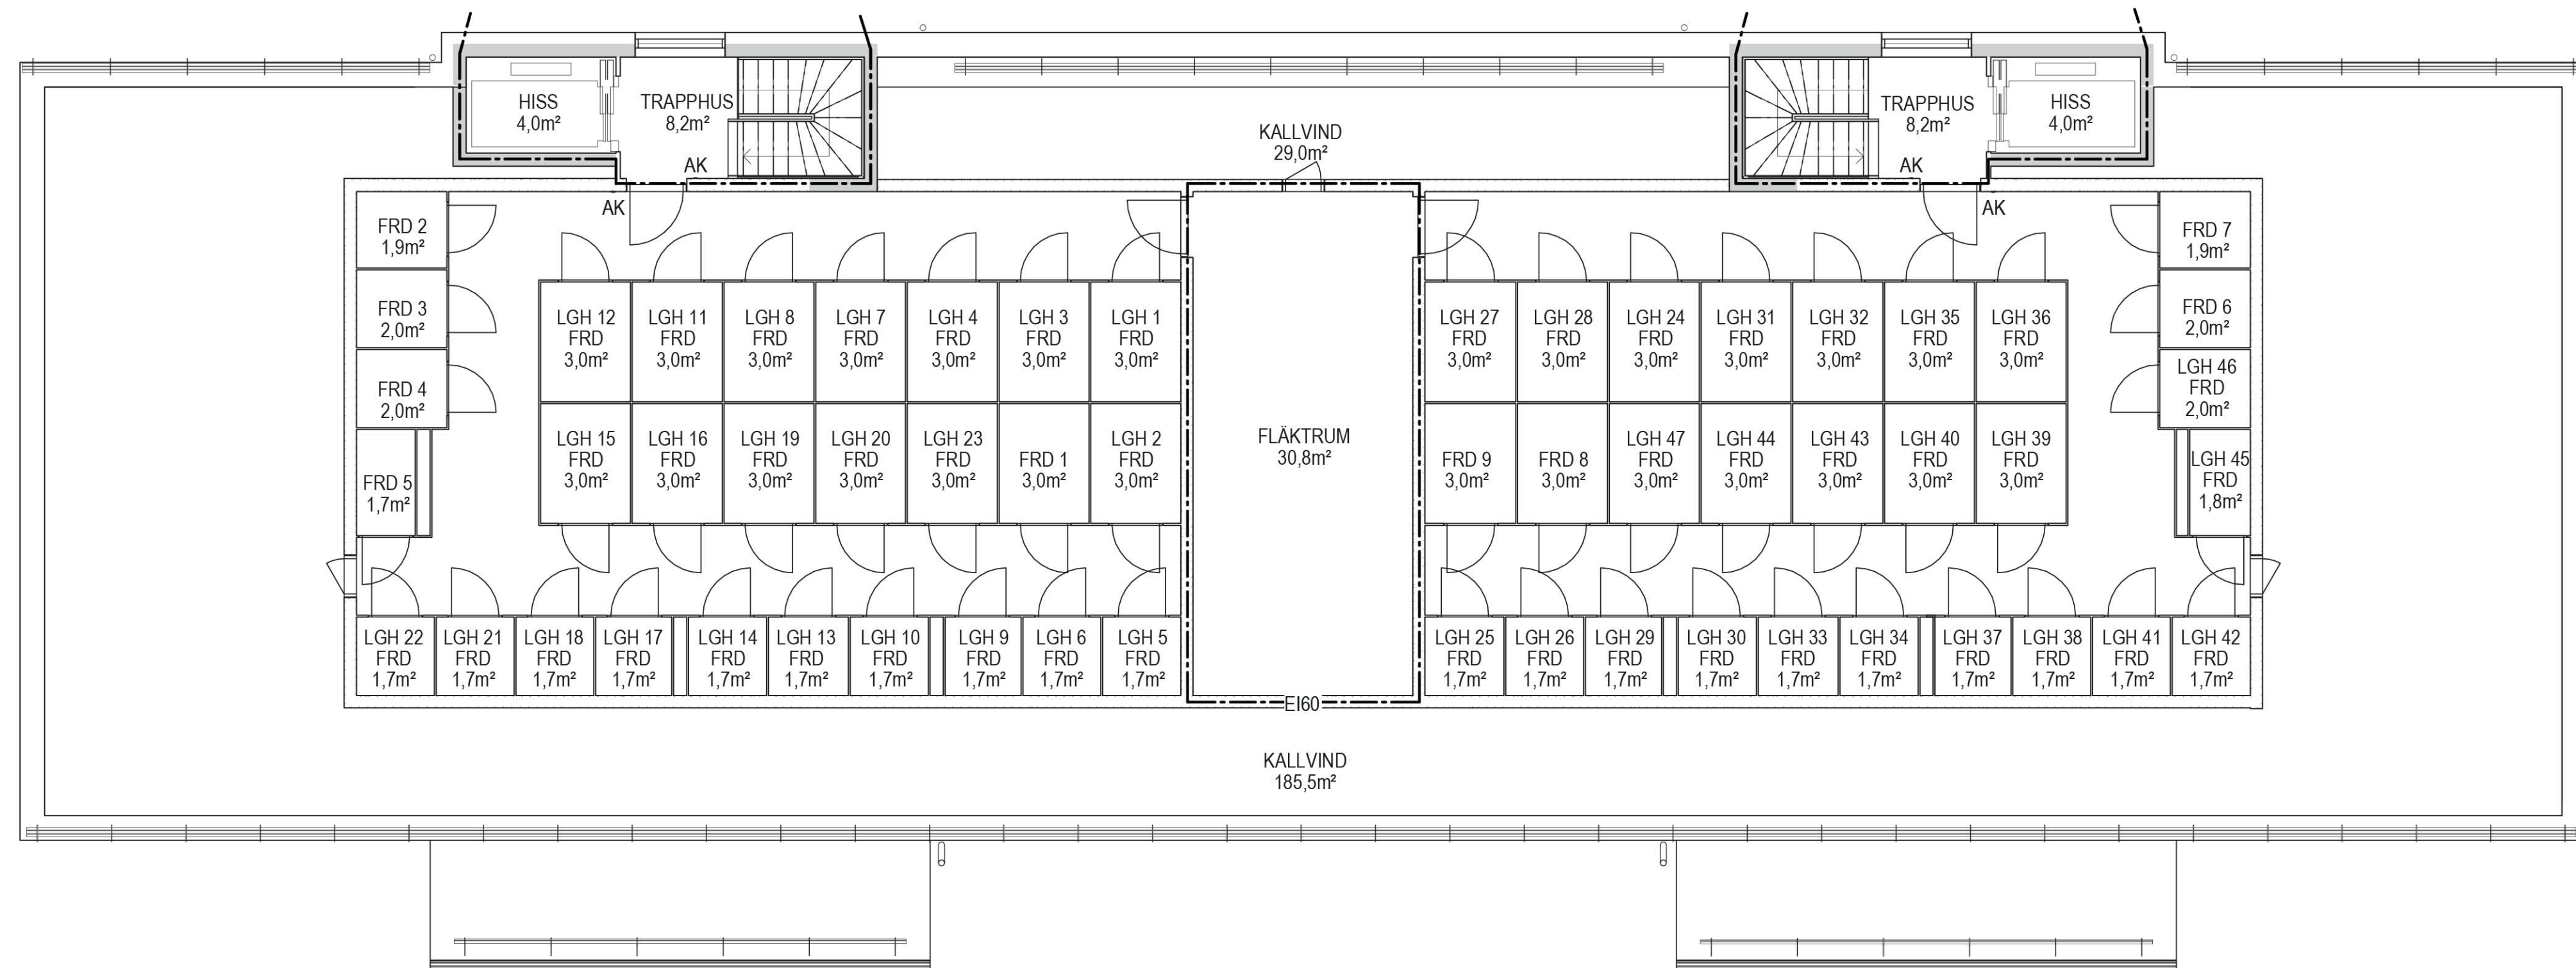 HISS
4,0m²
TRAPPHUS
8,2m²
AK
AK
KALLVIND
29,0m²
TRAPPHUS
8,2m²
HISS
4,0m²
AK
AK
FRD 2
1,9m²
FRD 3
2,0m²
FRD 4
2,0m²
FRD 5
1,7m²
LGH 12
FRD
3,0m²
LGH 11
FRD
3,0m²
LGH 8
FRD
3,0m²
LGH 7
FRD
3,0m²
LGH 4
FRD
3,0m²
LGH 3
FRD
3,0m²
LGH 1
FRD
3,0m²
LGH 15
FRD
3,0m²
LGH 16
FRD
3,0m²
LGH 19
FRD
3,0m²
LGH 20
FRD
3,0m²
LGH 23
FRD
3,0m²
FRD 1
3,0m²
LGH 2
FRD
3,0m²
LGH 22
FRD
1,7m²
LGH 21
FRD
1,7m²
LGH 18
FRD
1,7m²
LGH 17
FRD
1,7m²
LGH 14
FRD
1,7m²
LGH 13
FRD
1,7m²
LGH 10
FRD
1,7m²
LGH 9
FRD
1,7m²
LGH 6
FRD
1,7m²
LGH 5
FRD
1,7m²
FLÄKTRUM
30,8m²
EI60
LGH 27
FRD
3,0m²
LGH 28
FRD
3,0m²
LGH 24
FRD
3,0m²
LGH 31
FRD
3,0m²
LGH 32
FRD
3,0m²
LGH 35
FRD
3,0m²
LGH 36
FRD
3,0m²
FRD 9
3,0m²
FRD 8
3,0m²
LGH 47
FRD
3,0m²
LGH 44
FRD
3,0m²
LGH 43
FRD
3,0m²
LGH 40
FRD
3,0m²
LGH 39
FRD
3,0m²
FRD 7
1,9m²
FRD 6
2,0m²
LGH 46
FRD
2,0m²
LGH 45
FRD
1,8m²
LGH 25
FRD
1,7m²
LGH 26
FRD
1,7m²
LGH 29
FRD
1,7m²
LGH 30
FRD
1,7m²
LGH 33
FRD
1,7m²
LGH 34
FRD
1,7m²
LGH 37
FRD
1,7m²
LGH 38
FRD
1,7m²
LGH 41
FRD
1,7m²
LGH 42
FRD
1,7m²
KALLVIND
185,5m²